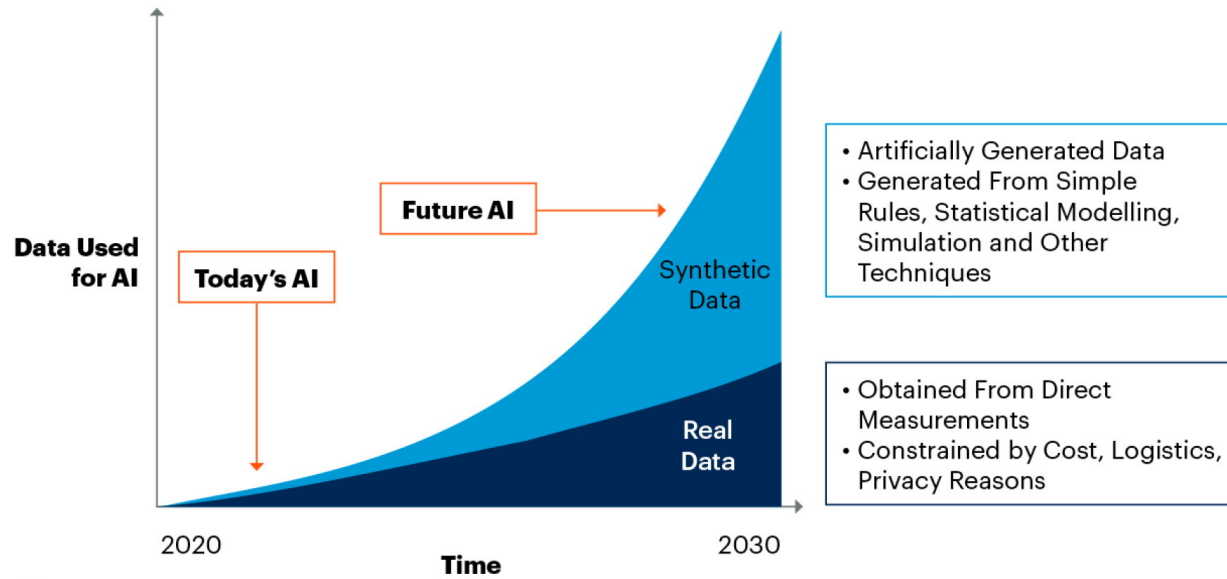 Data Used
for AI
Today's AI
Future AI
Synthetic
Data
Real
Data
2020
2030
Time
• Artificially Generated Data
• Generated From Simple
Rules, Statistical Modelling,
Simulation and Other
Techniques
• Obtained From Direct
Measurements
• Constrained by Cost, Logistics,
Privacy Reasons